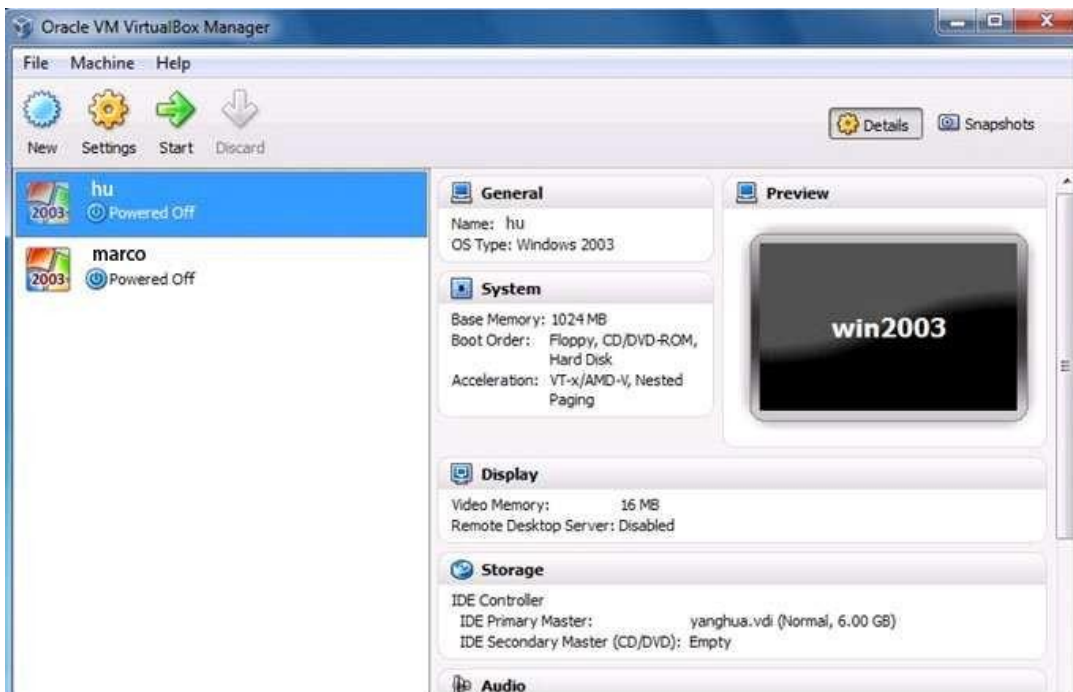 Oracle VM VirtualBox Manager
File Machine Help
New Settings Start Discard
Details Snapshots
2003 hu
Powered Off
2003 marco
Powered Off
General
Name: hu
OS Type: Windows 2003
System
Base Memory: 1024 MB
Boot Order: Floppy, CD/DVD-ROM,
Hard Disk
Acceleration: VT-x/AMD-V, Nested
Paging
Preview
win2003
Display
Video Memory: 16 MB
Remote Desktop Server: Disabled
Storage
IDE Controller
IDE Primary Master: yanghua.vdi (Normal, 6.00 GB)
IDE Secondary Master (CD/DVD): Empty
Audio